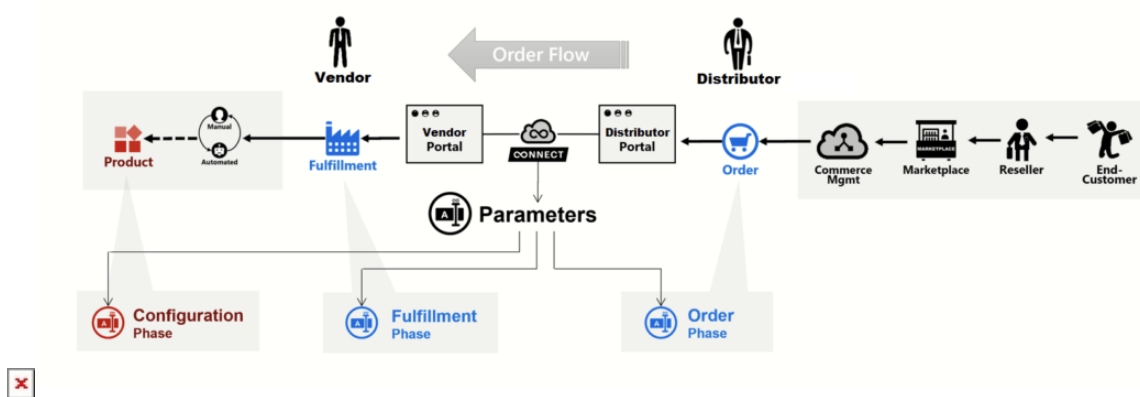 Order Flow
Vendor
Distributor
Manual
Automated
Product
Fulfillment
Vendor
Portal
CONNECT
Distributor
Portal
Order
Commerce
Mgmt
MARKETPLACE
Marketplace
Reseller
End-
Customer
A
Parameters
A
Configuration
Phase
A
Fulfillment
Phase
A
Order
Phase